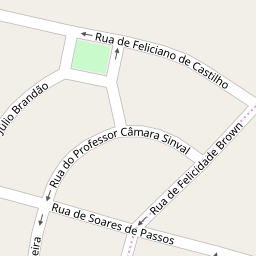 Rua de Feliciano de Castilho
Júlio Brandão
Rua do Professor Câmara Sinval
Rua de Felicidade Brown
Rua de Soares de Passos
eira